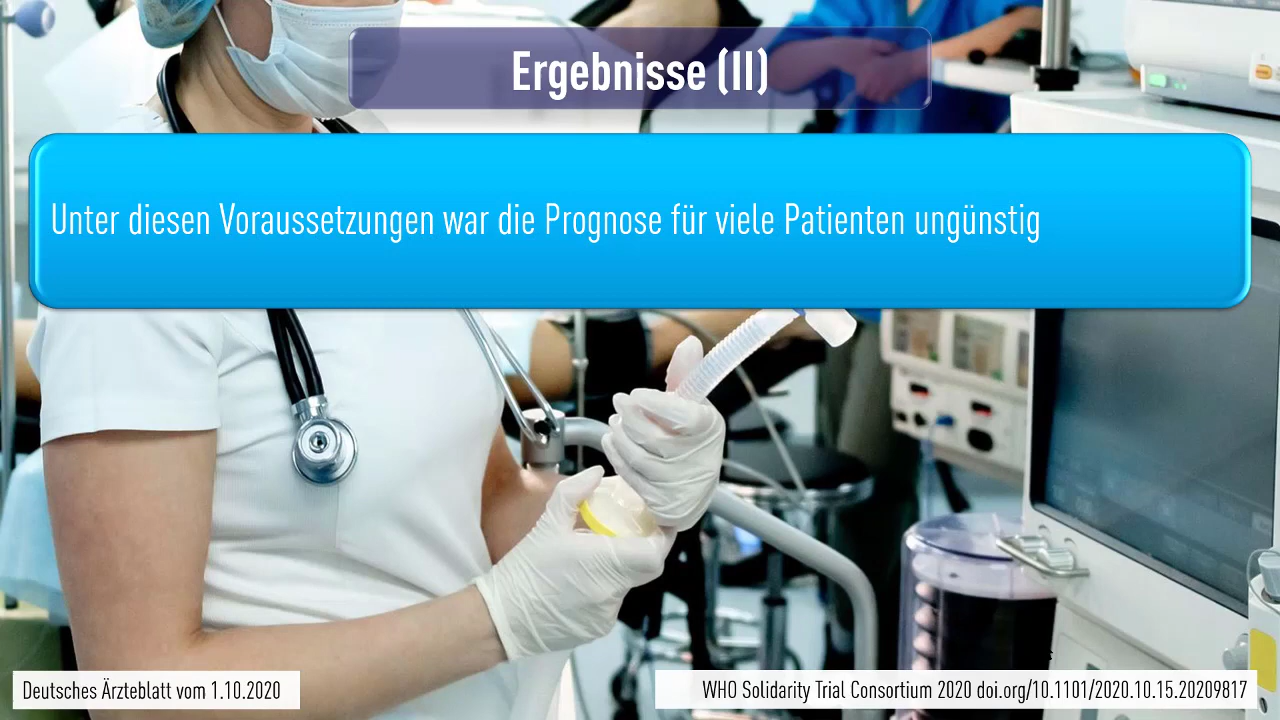 Ergebnisse (II)
Unter diesen Voraussetzungen war die Prognose für viele Patienten ungünstig
Deutsches Ärzteblatt vom 1.10.2020
WHO Solidarity Trial Consortium 2020 doi.org/10.1101/2020.10.15.20209817